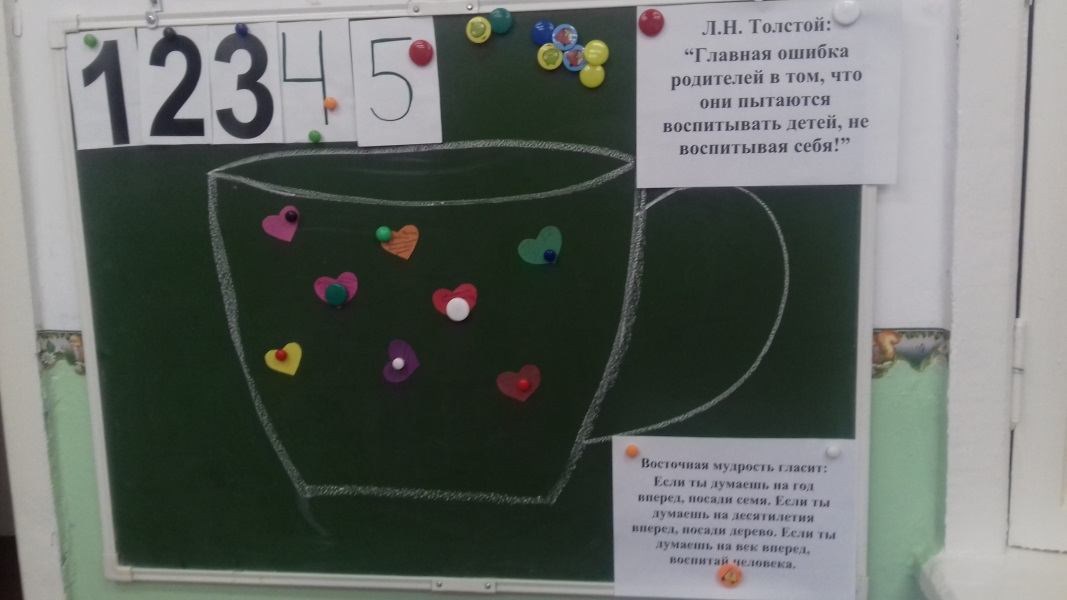 1 2 3 4 5
Л.Н. Толстой:
“Главная ошибка
родителей в том, что
они пытаются
воспитывать детей, не
воспитывая себя!”
Восточная мудрость гласит:
Если ты думаешь на год
вперед, посади семя. Если ты
думаешь на десятилетия
вперед, посади дерево. Если ты
думаешь на век вперед,
воспитай человека.